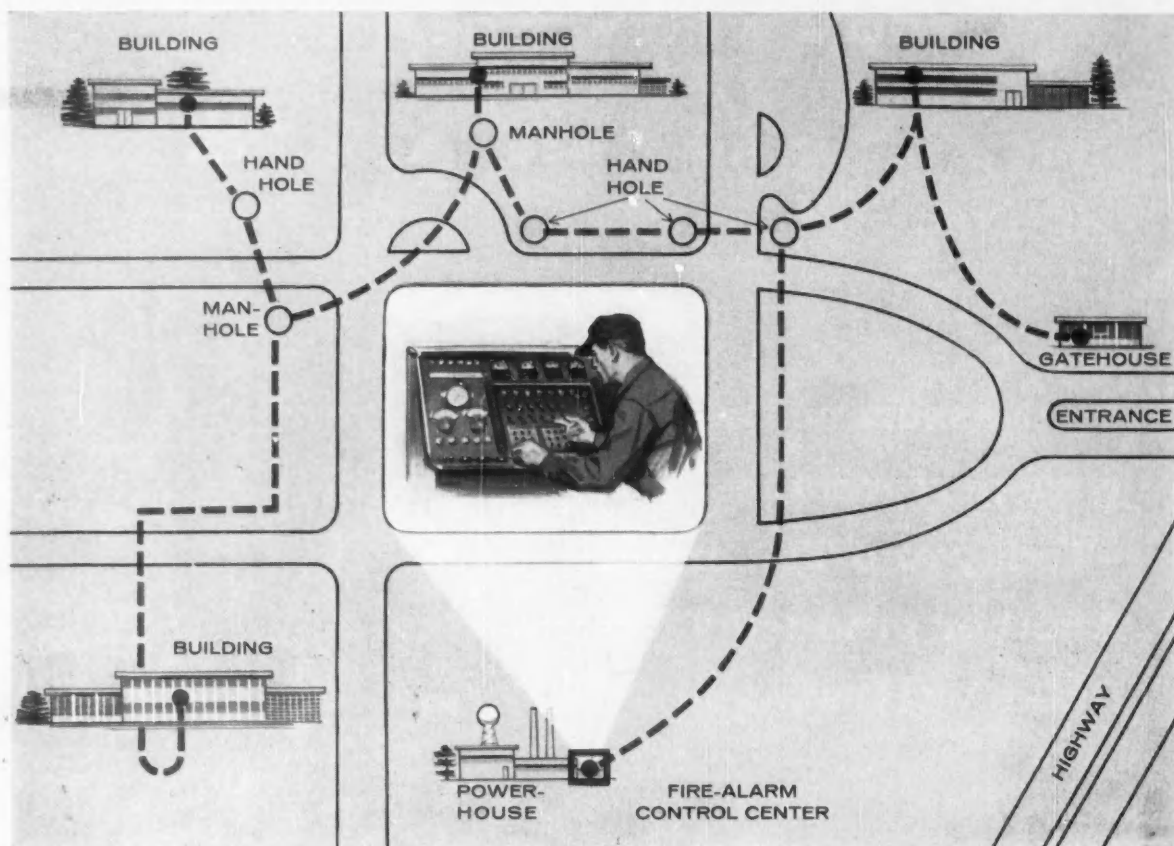 BUILDING
BUILDING
BUILDING
MANHOLE
HAND
HOLE
HAND
HOLE
MAN-
HOLE
GATEHOUSE
ENTRANCE
BUILDING
HIGHWAY
POWER-
HOUSE
FIRE-ALARM
CONTROL CENTER